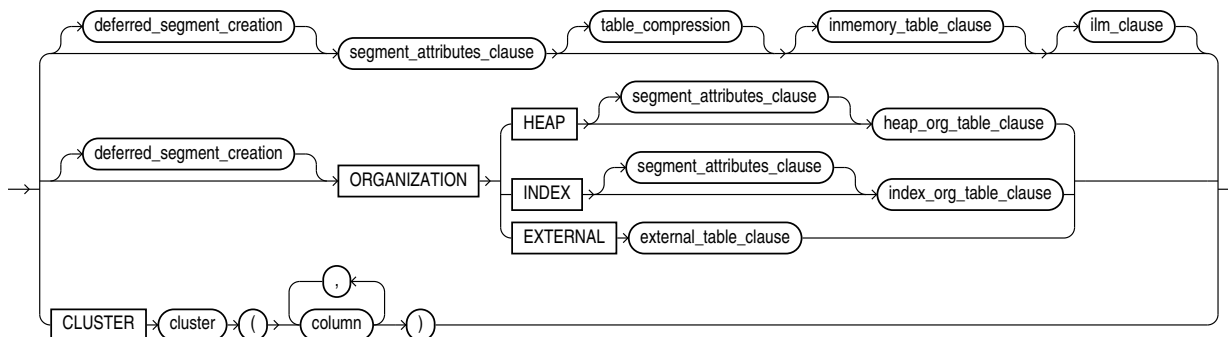 deferred_segment_creation table_compression inmemory_table_clause ilm_clause
segment_attributes_clause
segment_attributes_clause
HEAP heap_org_table_clause
deferred_segment_creation
segment_attributes_clause
ORGANIZATION
INDEX index_org_table_clause
EXTERNAL external_table_clause
,
CLUSTER cluster ( column )